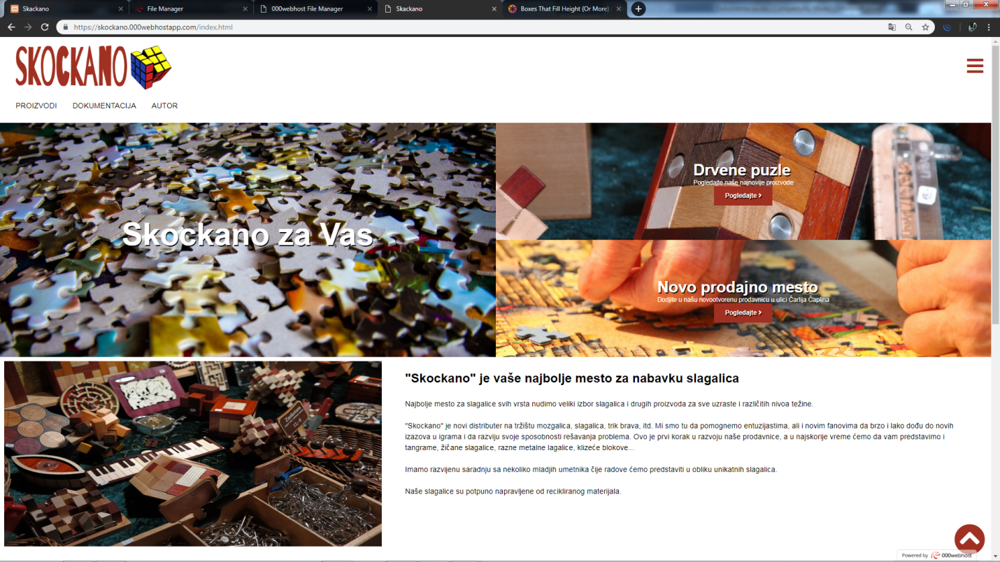 Skackano
File Manager
000webhost File Manager
Skackano
Boxes That Fill Height (Or More)
https://skockano.000webhostapp.com/index.html
SKOCKANO
PROIZVODI DOKUMENTACIJA AUTOR
Skockano za Vas
Drvene puzle
Pogledajte naše najnovije proizvode
Pogledajte >
Novo prodajno mesto
Dodjite u našu novootvorenu prodavnicu u ulici Čarlija Čaplina
Pogledajte >
"Skockano" je vaše najbolje mesto za nabavku slagalica
Najbolje mesto za slagalice svih vrsta nudimo veliki izbor slagalica i drugih proizvoda za sve uzraste i različitih nivoa težine.
"Skockano" je novi distributer na tržištu mozgalica, slagalica, trik brava, itd. Mi smo tu da pomognemo entuzijastima, ali i novim fanovima da brzo i lako dođu do novih
izazova u igrama i da razviju svoje sposobnosti rešavanja problema. Ovo je prvi korak u razvoju naše prodavnice, a u najskorije vreme ćemo da vam predstavimo i
tangrame, žičane slagalice, razne metalne lagalice, klizeće blokove...
Imamo razvijenu saradnju sa nekoliko mladjih umetnika čije radove ćemo predstaviti u obliku unikatnih slagalica.
Naše slagalice su potpuno napravljene od recikliranog materijala.
Powered by 000webhost